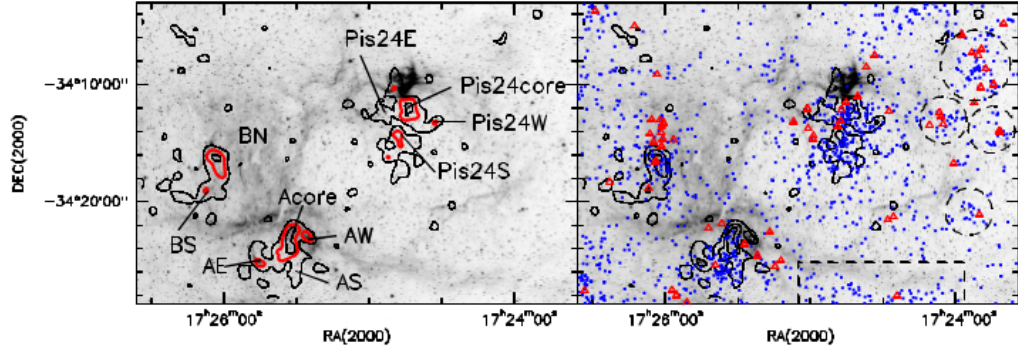 Pis24E
Pis24core
Pis24W
Pis24S
BN
BS
Acore
AW
AE
AS
-34°10'00"
-34°20'00"
DEC(2000)
17ʰ26ᵐ00ˢ
17ʰ24ᵐ00ˢ
RA(2000)
17ʰ26ᵐ00ˢ
17ʰ24ᵐ00ˢ
RA(2000)